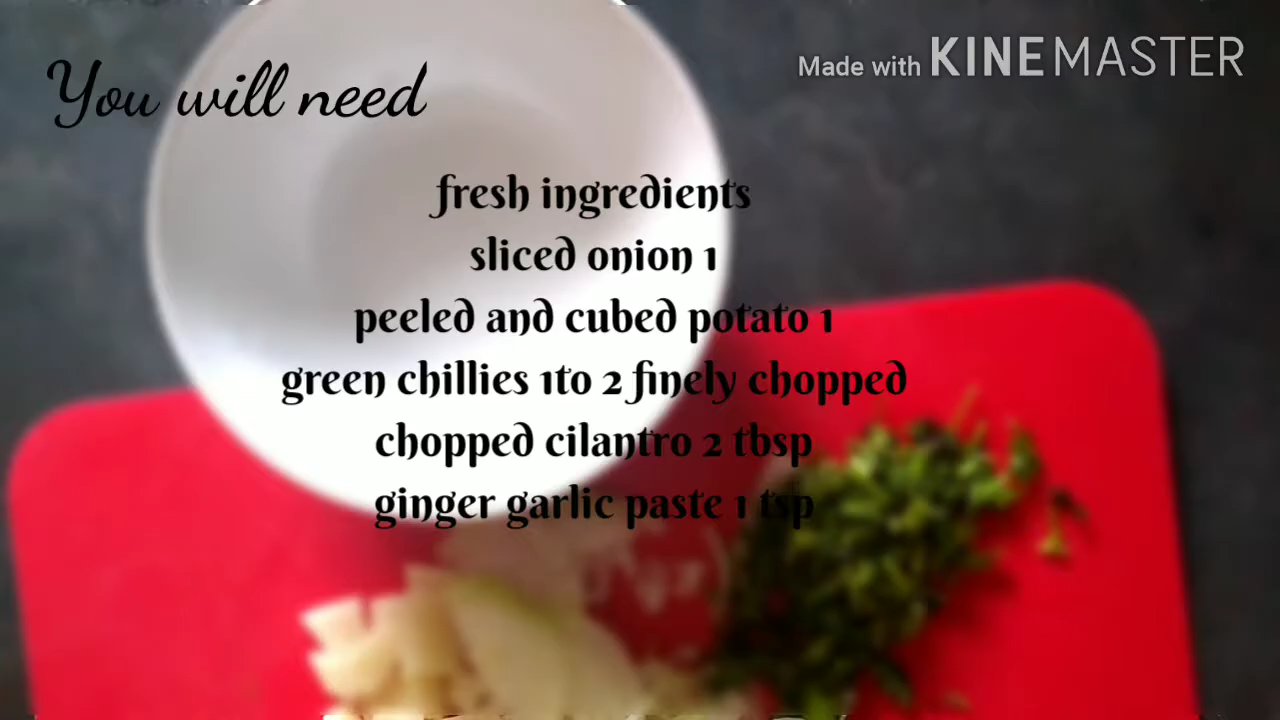 You will need
Made with KINEMASTER
fresh ingredients
sliced onion 1
peeled and cubed potato 1
green chillies 1to 2 finely chopped
chopped cilantro 2 tbsp
ginger garlic paste 1 tsp